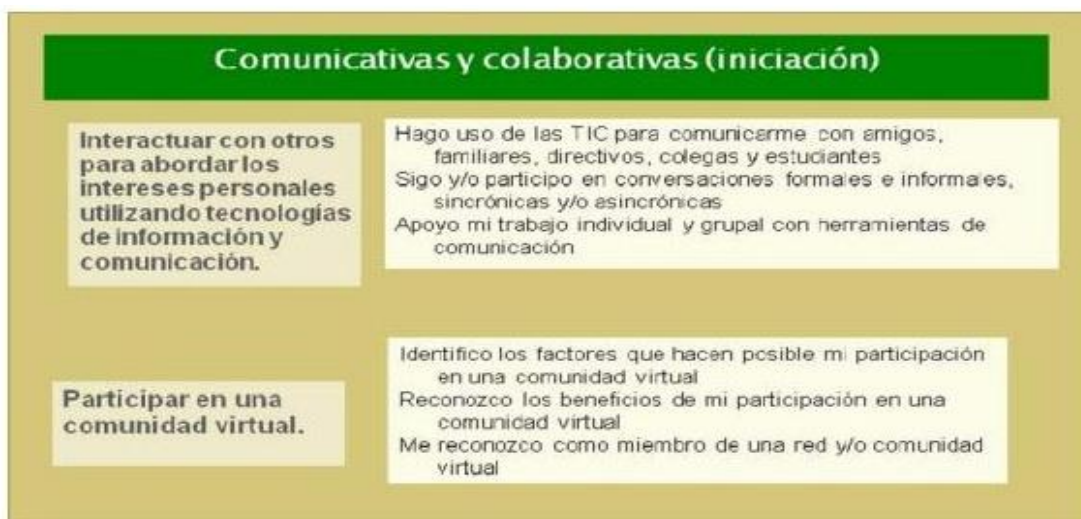 Comunicativas y colaborativas (iniciación)
Interactuar con otros
para abordar los
intereses personales
utilizando tecnologías
de información y
comunicación.
Hago uso de las TIC para comunicarme con amigos,
familiares, directivos, colegas y estudiantes
Sigo y/o participo en conversaciones formales e informales,
sincrónicas y/o asincrónicas
Apoyo mi trabajo individual y grupal con herramientas de
comunicación
Participar en una
comunidad virtual.
Identifico los factores que hacen posible mi participación
en una comunidad virtual
Reconozco los beneficios de mi participación en una
comunidad virtual
Me reconozco como miembro de una red y/o comunidad
virtual